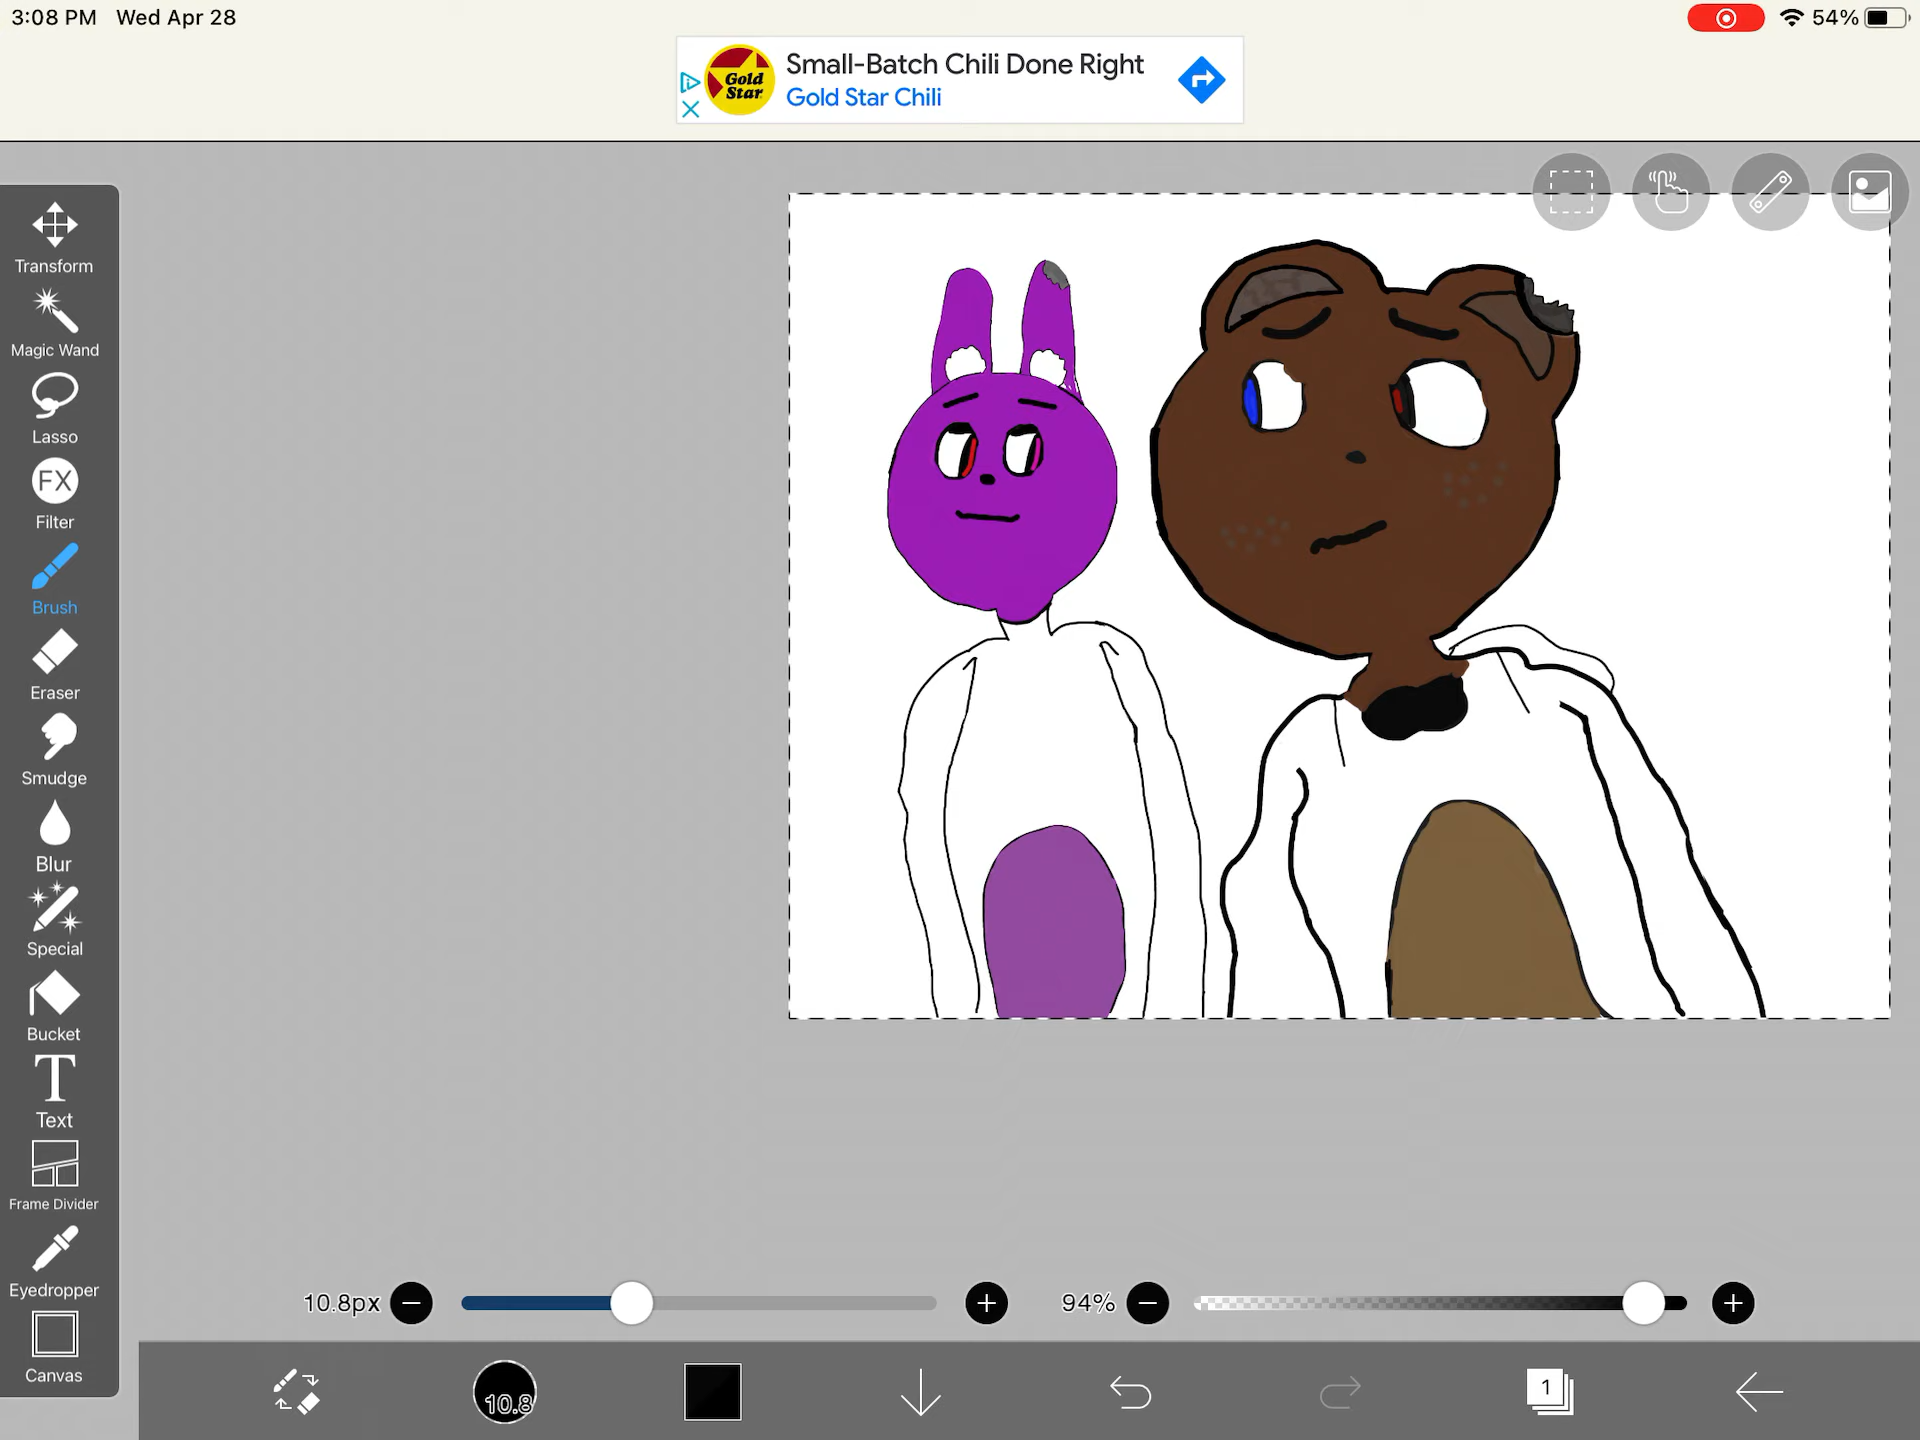 3:08 PM Wed Apr 28
54%
Gold
Star
Small-Batch Chili Done Right
Gold Star Chili
Transform
Magic Wand
Lasso
FX
Filter
Brush
Eraser
Smudge
Blur
Special
Bucket
T
Text
Frame Divider
Eyedropper
Canvas
10.8px
94%
10.8
1